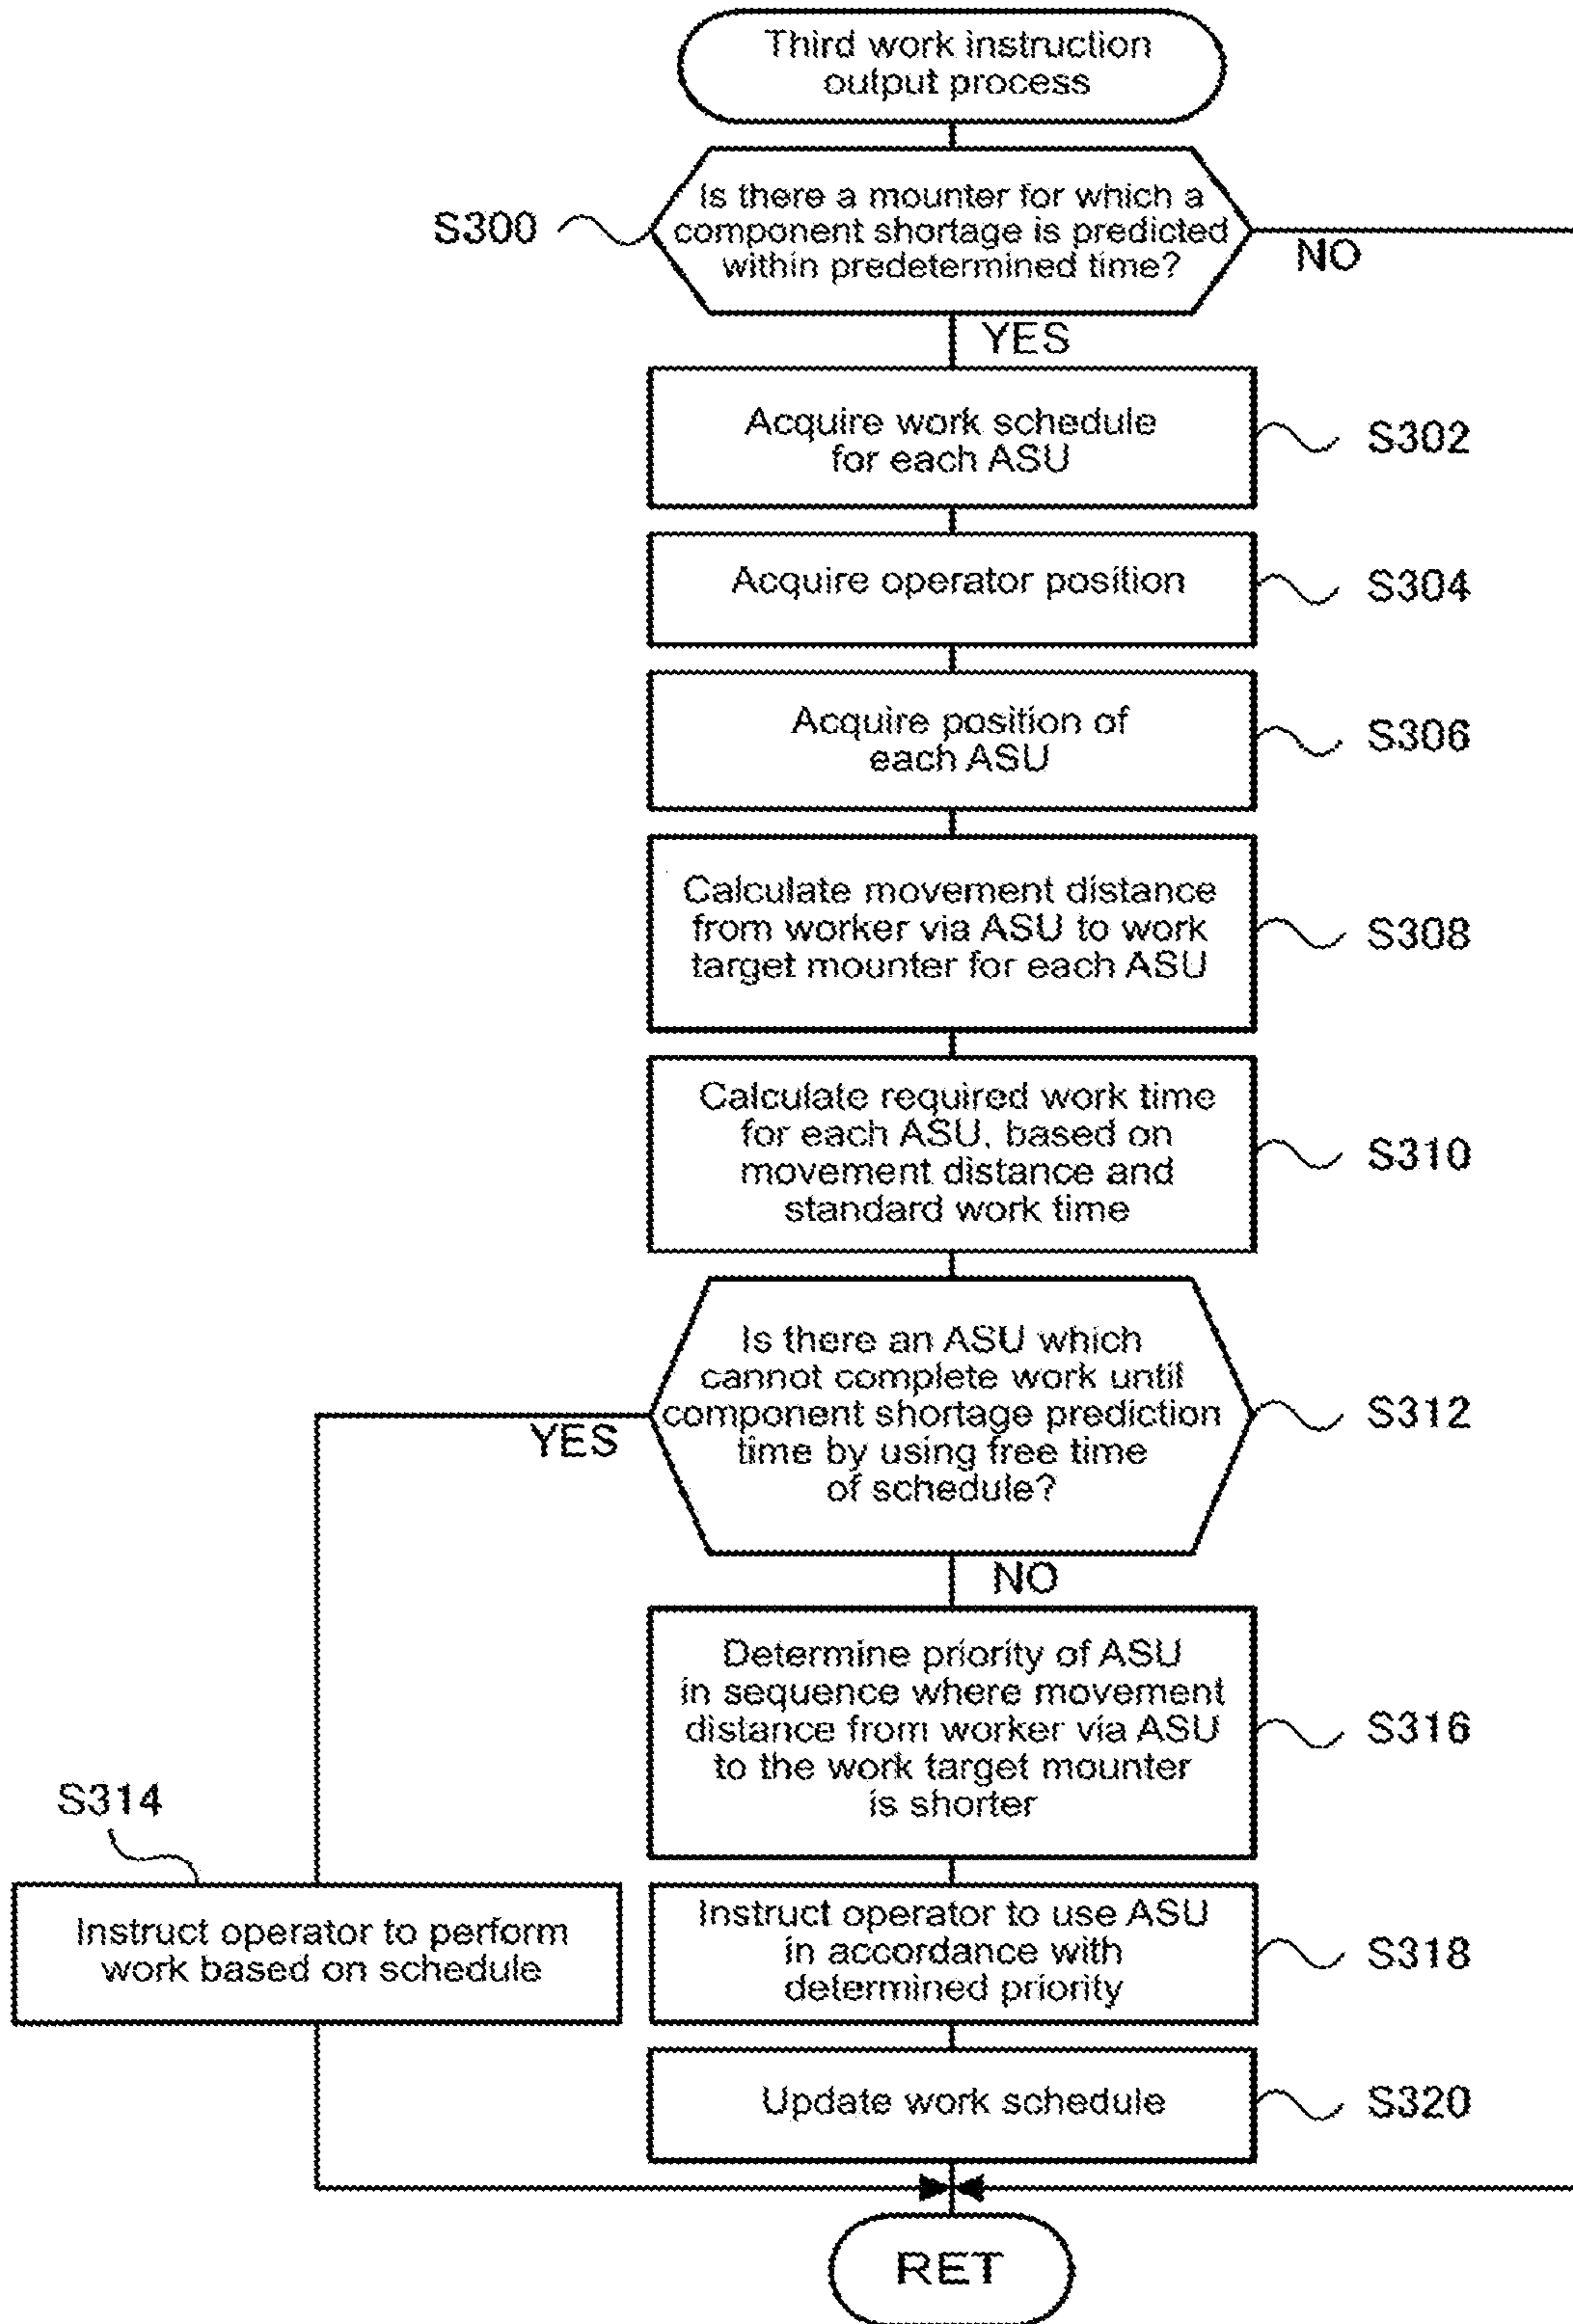 Third work instruction
output process
Is there a mounter for which a
component shortage is predicted
within predetermined time?
S300
NO
YES
Acquire work schedule
for each ASU
S302
Acquire operator position
S304
Acquire position of
each ASU
S306
Calculate movement distance
from worker via ASU to work
target mounter for each ASU
S308
Calculate required work time
for each ASU, based on
movement distance and
standard work time
S310
Is there an ASU which
cannot complete work until
component shortage prediction
time by using free time
of schedule?
S312
YES
NO
Determine priority of ASU
in sequence where movement
distance from worker via ASU
to the work target mounter
is shorter
S316
S314
Instruct operator to perform
work based on schedule
Instruct operator to use ASU
in accordance with
determined priority
S318
Update work schedule
S320
RET